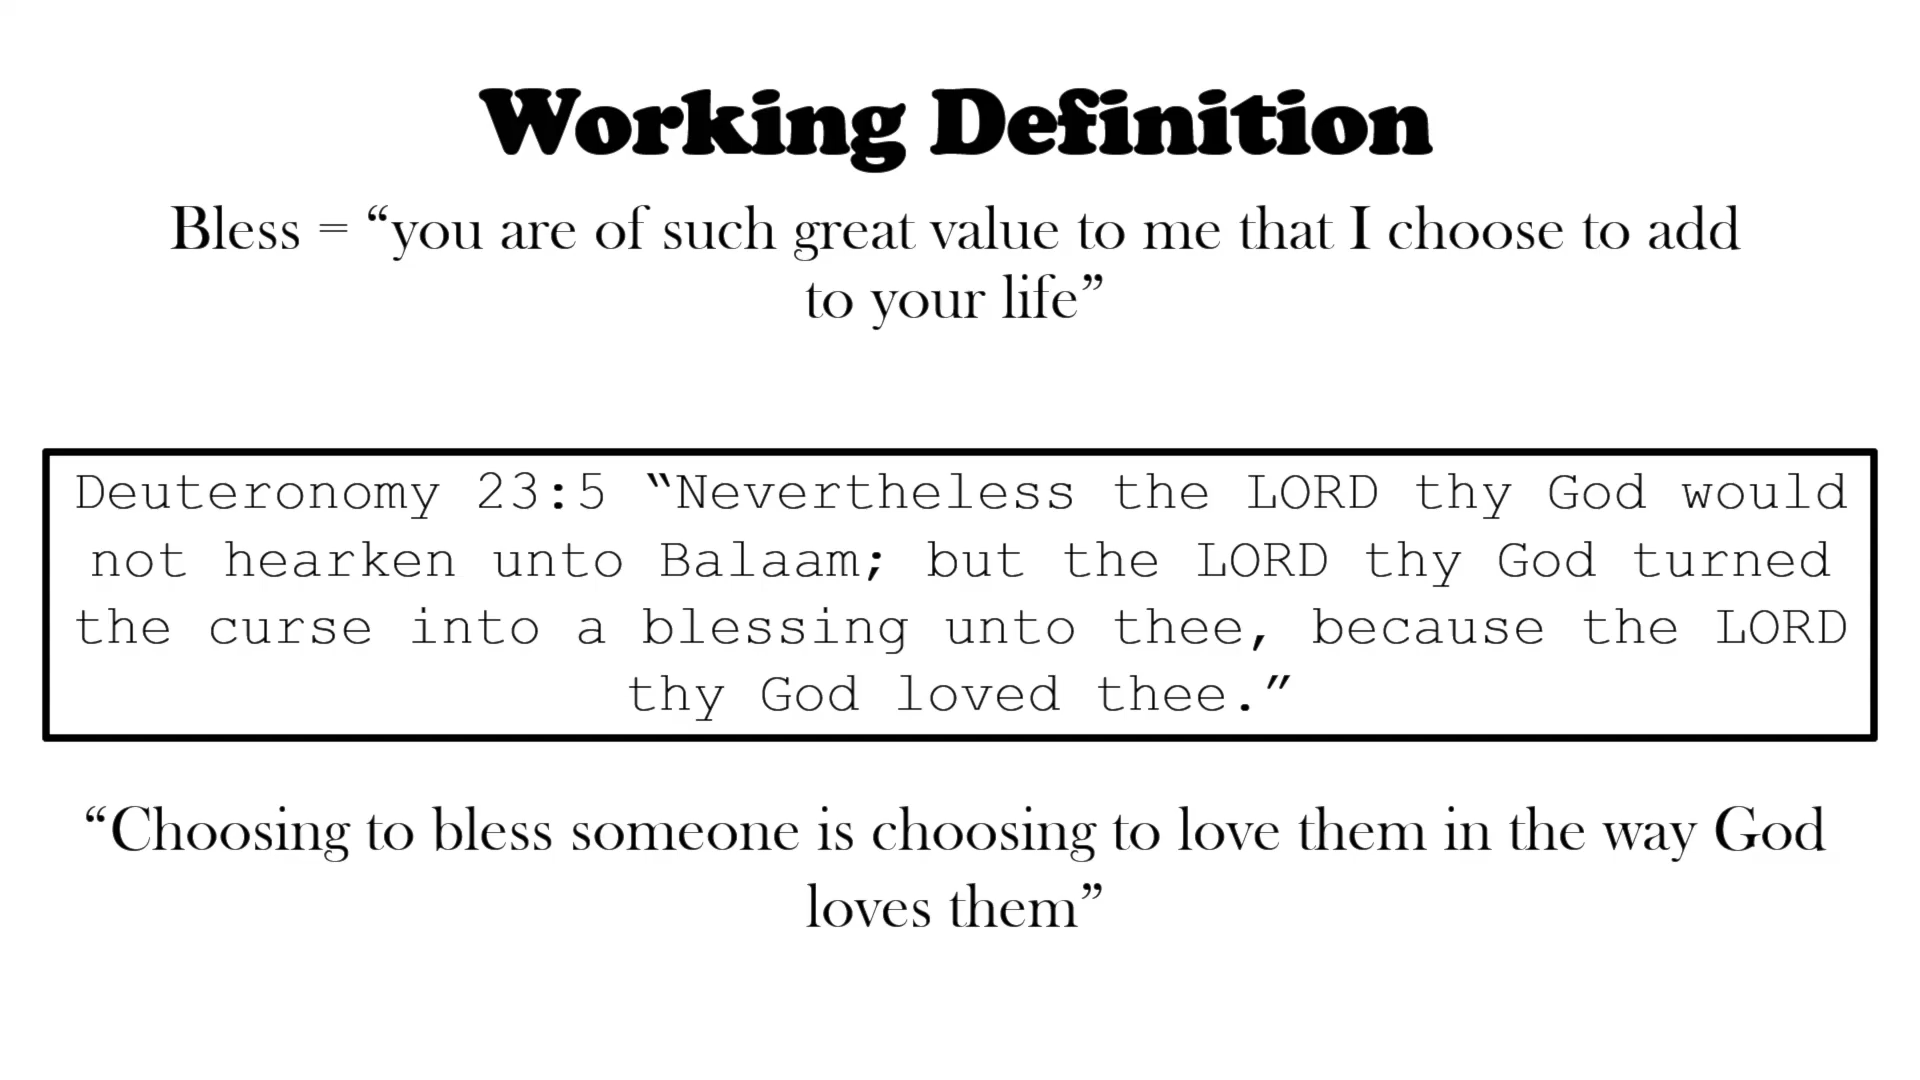 Working Definition
Bless = “you are of such great value to me that I choose to add
to your life”
Deuteronomy 23:5 “Nevertheless the LORD thy God would
not hearken unto Balaam; but the LORD thy God turned
the curse into a blessing unto thee, because the LORD
thy God loved thee.”
“Choosing to bless someone is choosing to love them in the way God
loves them”